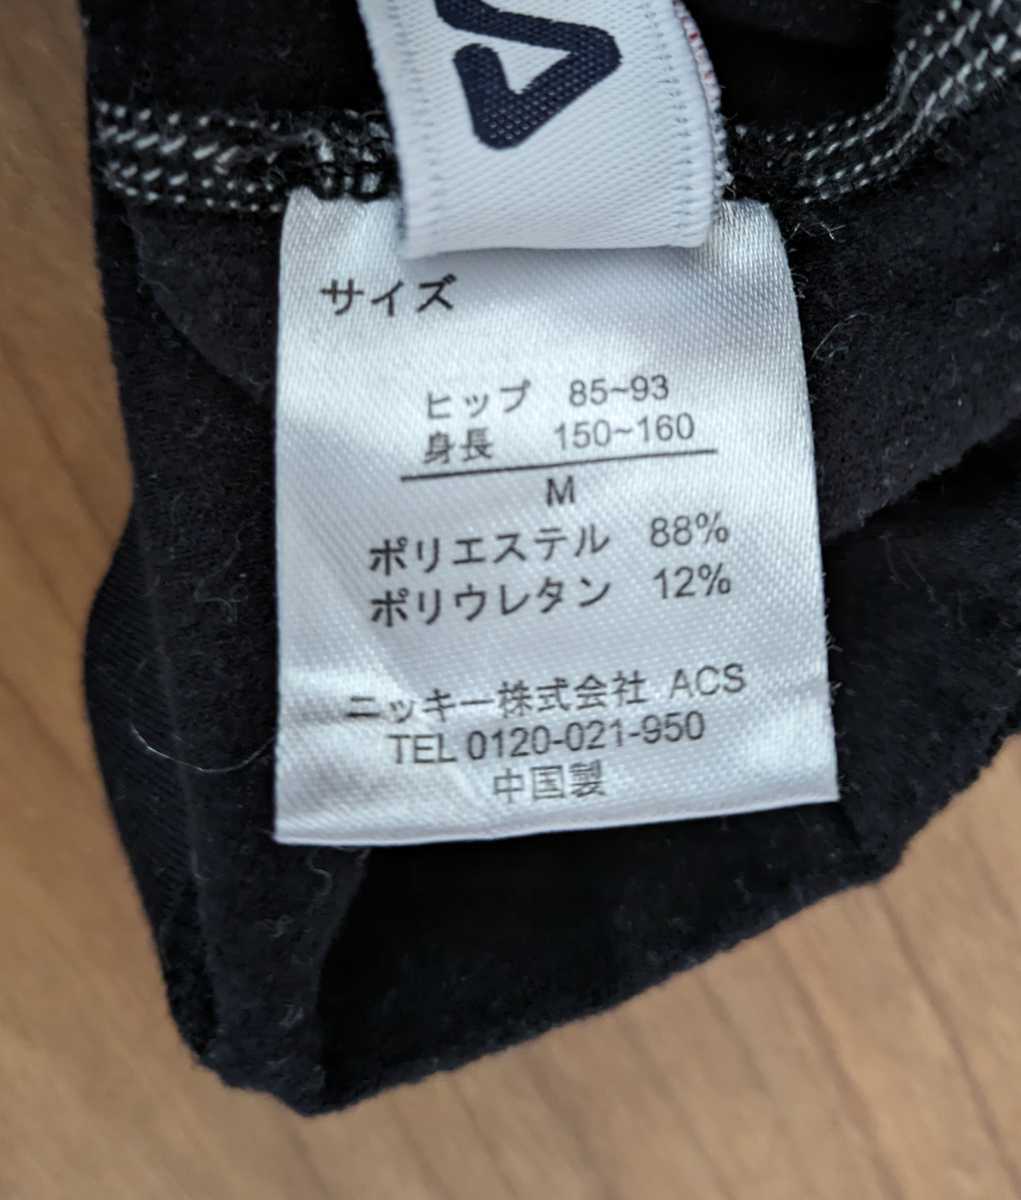 サイズ
ヒップ 85~93
身長 150~160
M
ポリエステル 88%
ポリウレタン 12%
ニッキー株式会社 ACS
TEL 0120-021-950
中国製